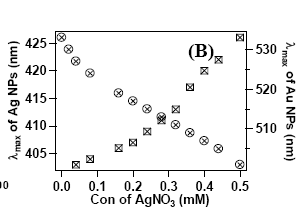 (B)
λmax of Ag NPs (nm)
425
420
415
410
405
λmax of Au NPs (nm)
530
520
510
0.0 0.1 0.2 0.3 0.4 0.5
Con of AgNO3 (mM)
00